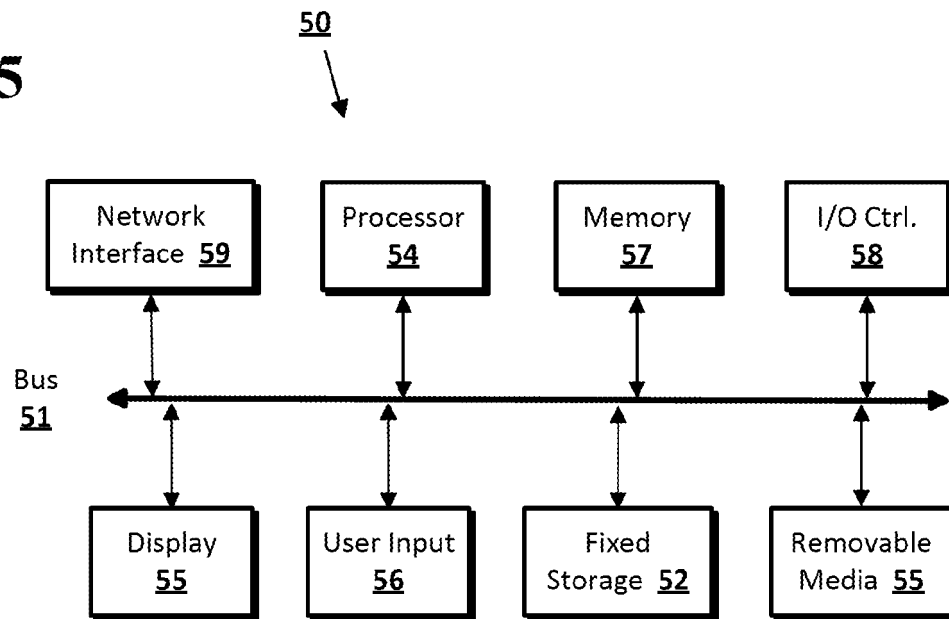 50
5
Network
Interface 59
Processor
54
Memory
57
I/O Ctrl.
58
Bus
51
Display
55
User Input
56
Fixed
Storage 52
Removable
Media 55